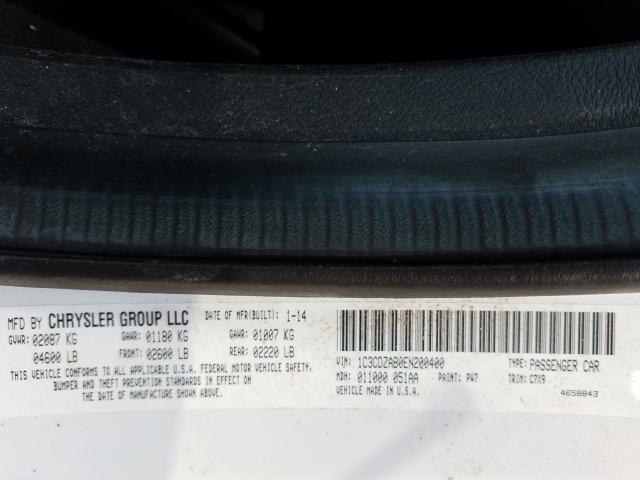 MFD BY CHRYSLER GROUP LLC DATE OF MFR(BUILT): 1-14
GVWR: 02087 KG GAWR: 01180 KG GAWR: 01007 KG
04600 LB FRONT: 02600 LB REAR: 02220 LB
THIS VEHICLE CONFORMS TO ALL APPLICABLE U.S.A. FEDERAL MOTOR VEHICLE SAFETY,
BUMPER AND THEFT PREVENTION STANDARDS IN EFFECT ON
THE DATE OF MANUFACTURE SHOWN ABOVE.
VIN: 1C3CDZAB0EN200400 TYPE: PASSENGER CAR
MDH: 011000 051AA PAINT: PW7 TRIM: C7X9
VEHICLE MADE IN U.S.A. 4658843